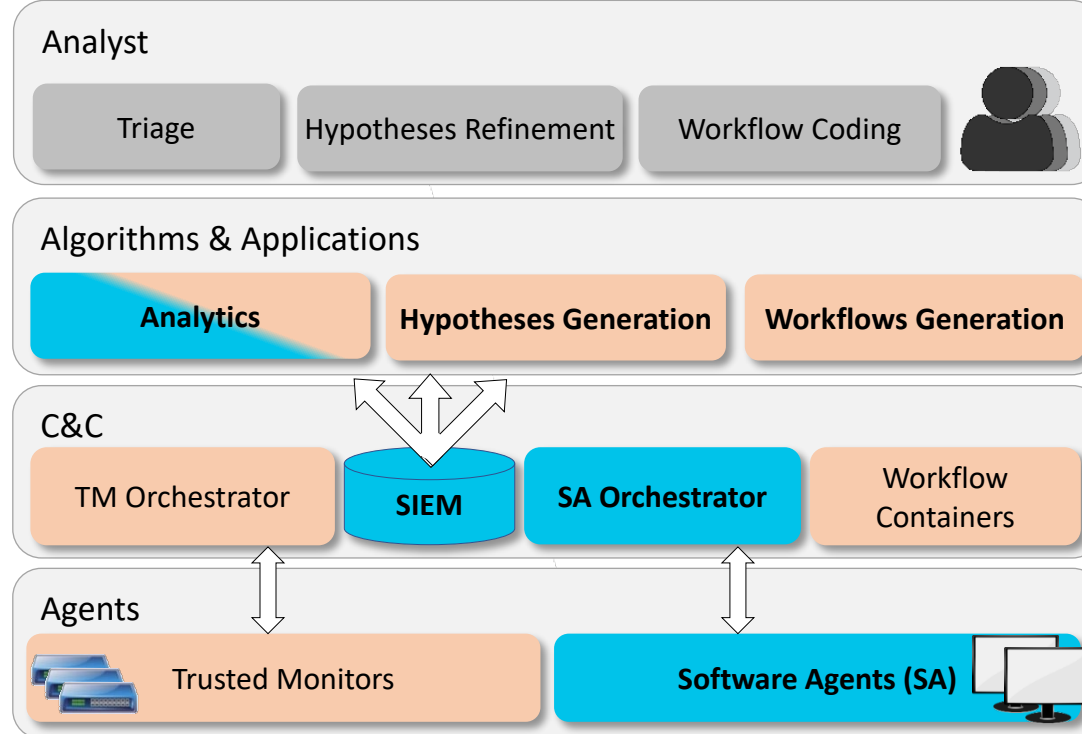 Analyst
Triage
Hypotheses Refinement
Workflow Coding
Algorithms & Applications
Analytics
Hypotheses Generation
Workflows Generation
C&C
TM Orchestrator
SIEM
SA Orchestrator
Workflow
Containers
Agents
Trusted Monitors
Software Agents (SA)